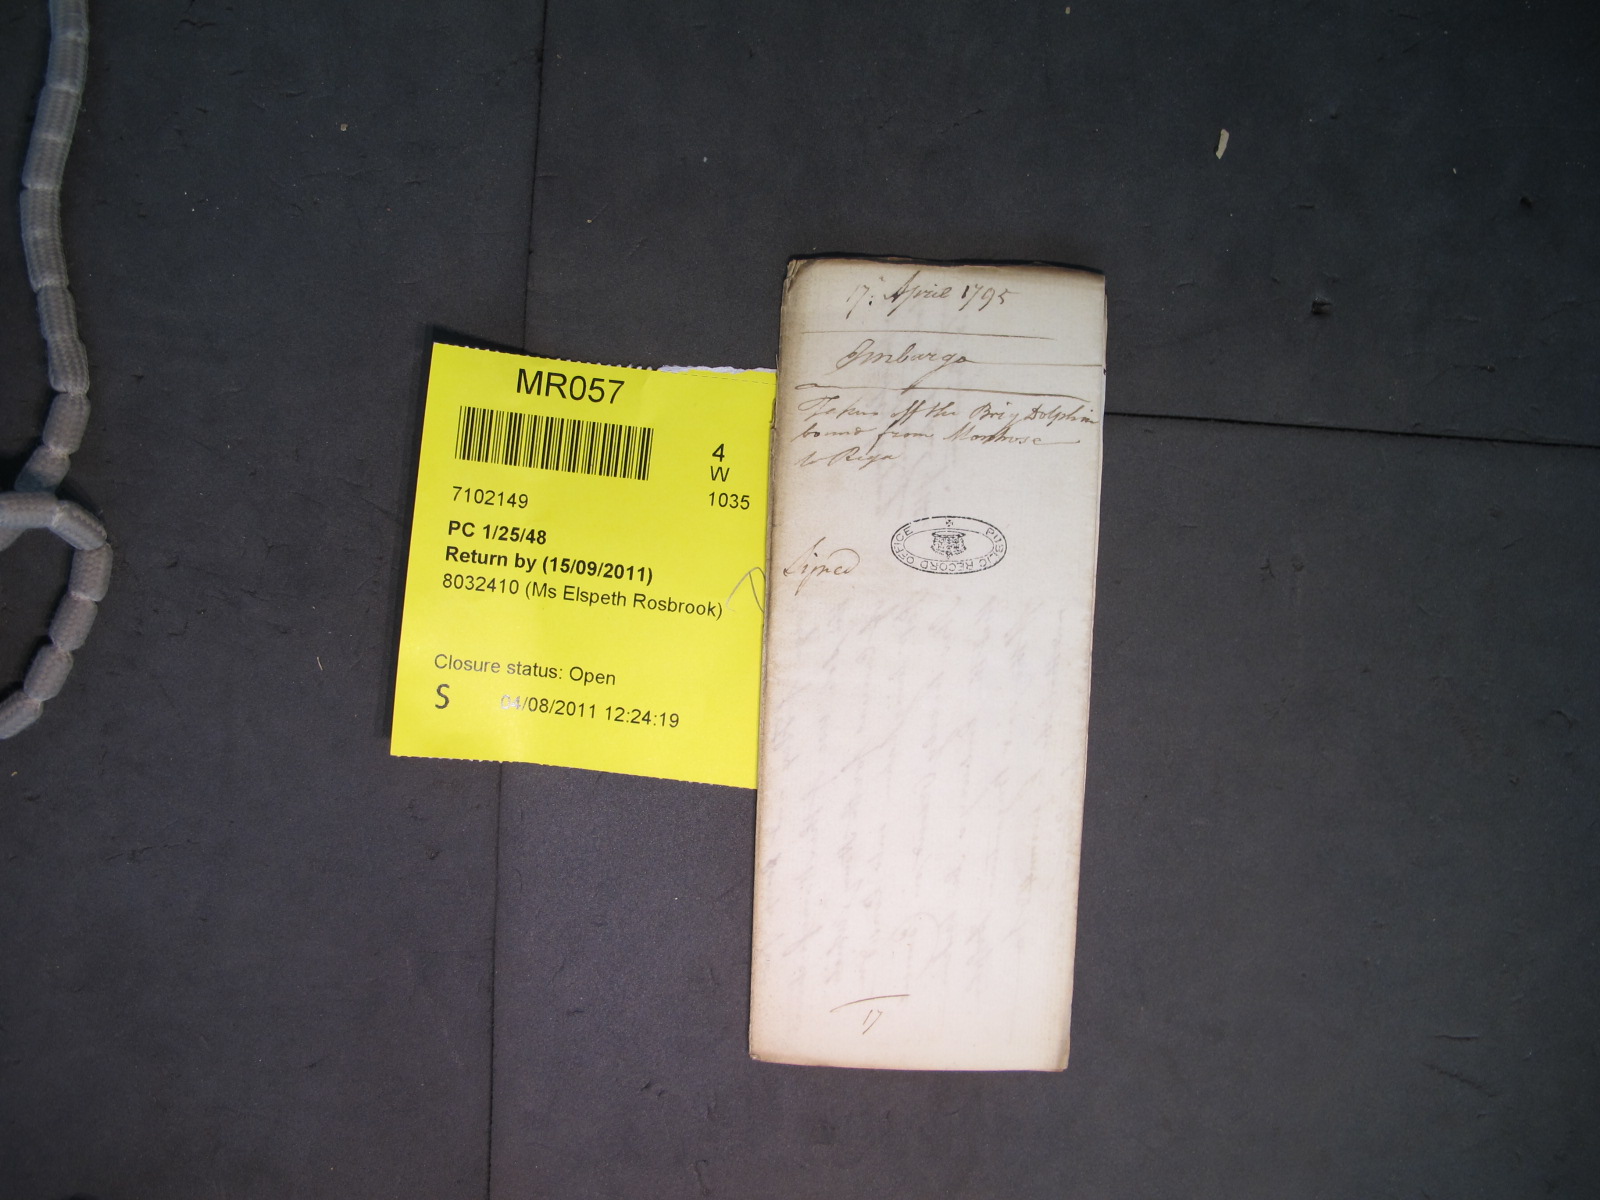 MR057
4
W
7102149
1035
PC 1/25/48
Return by (15/09/2011)
8032410 (Ms Elspeth Rosbrook)
Closure status: Open
S
04/08/2011 12:24:19
17: April 1795
Embargo
Taken off the Brig Dolphin
bound from Montrose
to Riga
PUBLIC RECORD OFFICE
Signed
17